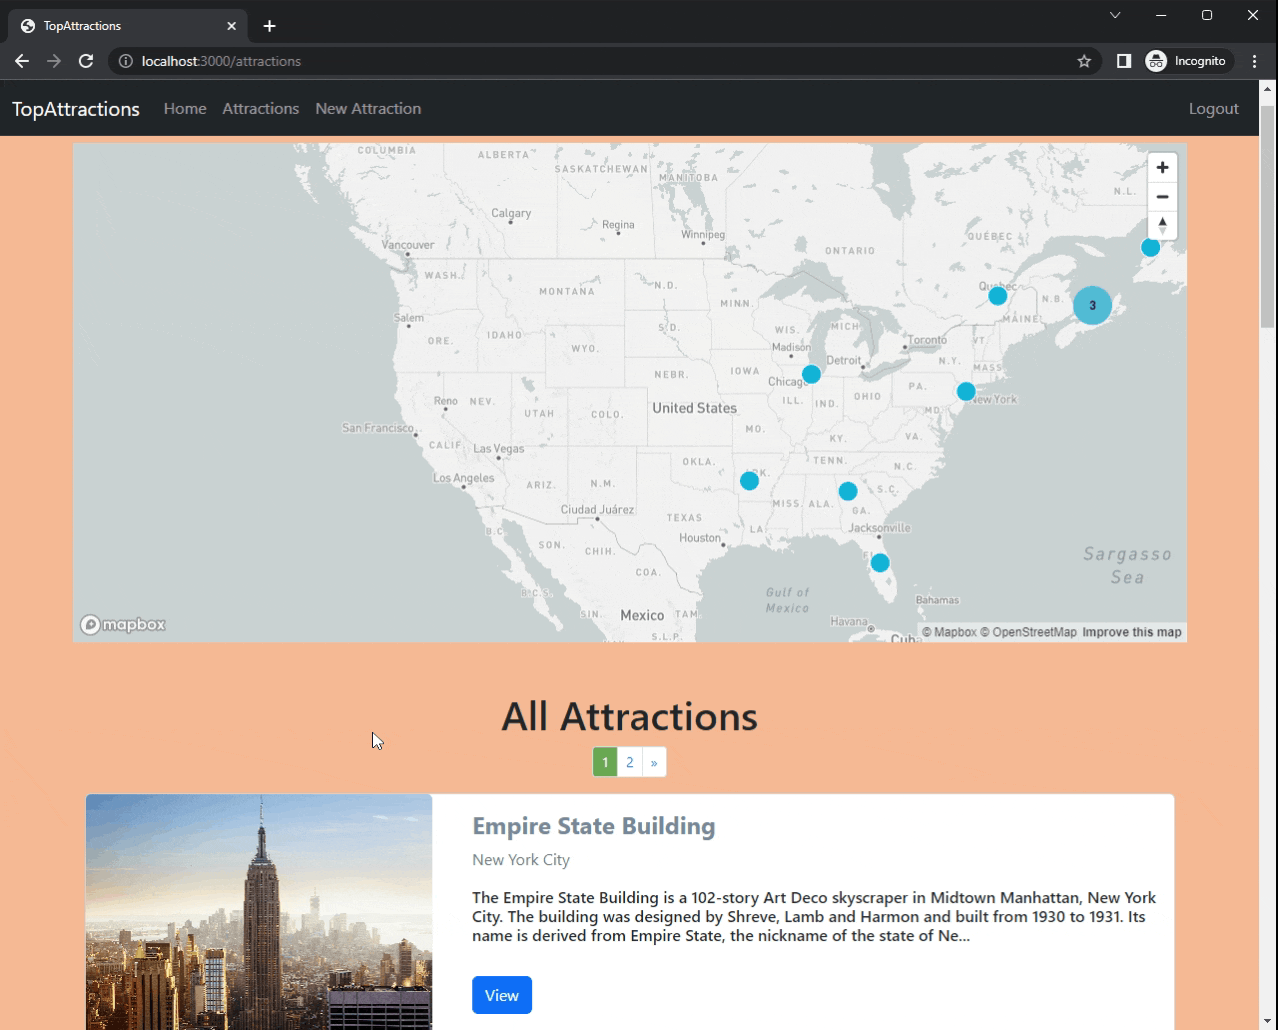 TopAttractions
localhost:3000/attractions
Incognito
TopAttractions Home Attractions New Attraction Logout
COLUMBIA
ALBERTA
SASKATCHEWAN
MANITOBA
N.L.
Calgary
Regina
Winnipeg
Vancouver
ONTARIO
QUÉBEC
WASH.
MONTANA
N.D.
Quebec
N.B.
3
MINN.
MAINE
Salem
S.D.
WIS.
MICH
ORE.
IDAHO
WYO.
Madison
Toronto
VT
Detroit
N.Y.
MASS
NEBR.
IOWA
Chicago
PA.
Reno
NEV.
UTAH
COLO.
United States
ILL.
IND.
OHIO
MD.
New York
San Francisco
MO.
KY.
VA.
CALIF.
Las Vegas
OKLA.
TENN.
N.C.
Los Angeles
ARIZ.
N.M.
MISS.
ALA.
S.C.
GA.
Ciudad Juárez
TEXAS
LA.
Jacksonville
B.C.
Houston
SON.
CHIH.
Sargasso
Sea
COA.
Gulf of
Mexico
B.C.S.
Bahamas
SIN.
Mexico
TAM.
Havana
S.L.P.
Cuba
mapbox
© Mapbox © OpenStreetMap Improve this map
All Attractions
1 2 »
Empire State Building
New York City
The Empire State Building is a 102-story Art Deco skyscraper in Midtown Manhattan, New York
City. The building was designed by Shreve, Lamb and Harmon and built from 1930 to 1931. Its
name is derived from Empire State, the nickname of the state of Ne...
View